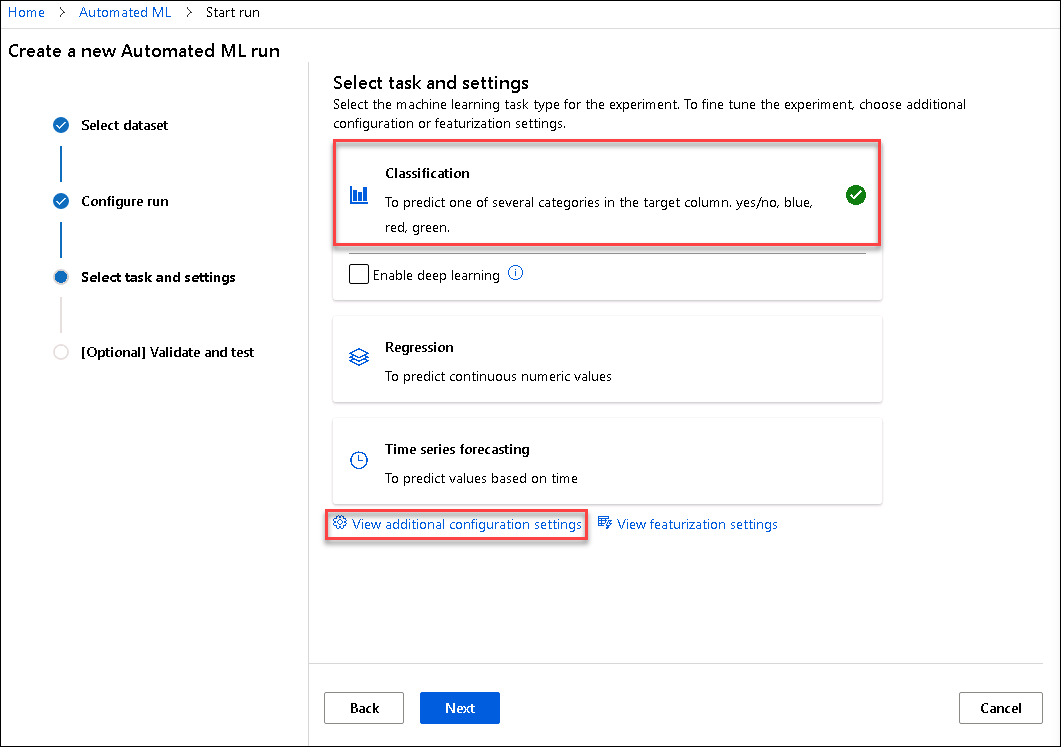 Home > Automated ML > Start run
Create a new Automated ML run
Select dataset
Configure run
Select task and settings
[Optional] Validate and test
Select task and settings
Select the machine learning task type for the experiment. To fine tune the experiment, choose additional
configuration or featurization settings.
Classification
To predict one of several categories in the target column. yes/no, blue,
red, green.
Enable deep learning
Regression
To predict continuous numeric values
Time series forecasting
To predict values based on time
View additional configuration settings
View featurization settings
Back
Next
Cancel